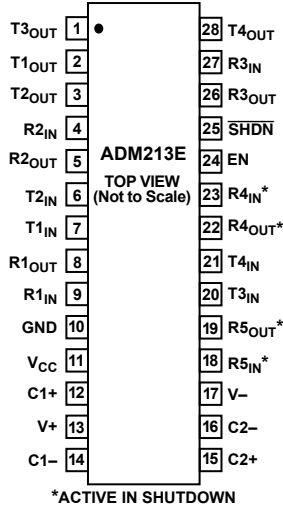 T3OUT 1 28 T4OUT
T1OUT 2 27 R3IN
T2OUT 3 26 R3OUT
R2IN 4 25 SHDN
R2OUT 5 ADM213E 24 EN
TOP VIEW
(Not to Scale)
T2IN 6 23 R4IN*
T1IN 7 22 R4OUT*
R1OUT 8 21 T4IN
R1IN 9 20 T3IN
GND 10 19 R5OUT*
VCC 11 18 R5IN*
C1+ 12 17 V–
V+ 13 16 C2–
C1– 14 15 C2+
*ACTIVE IN SHUTDOWN